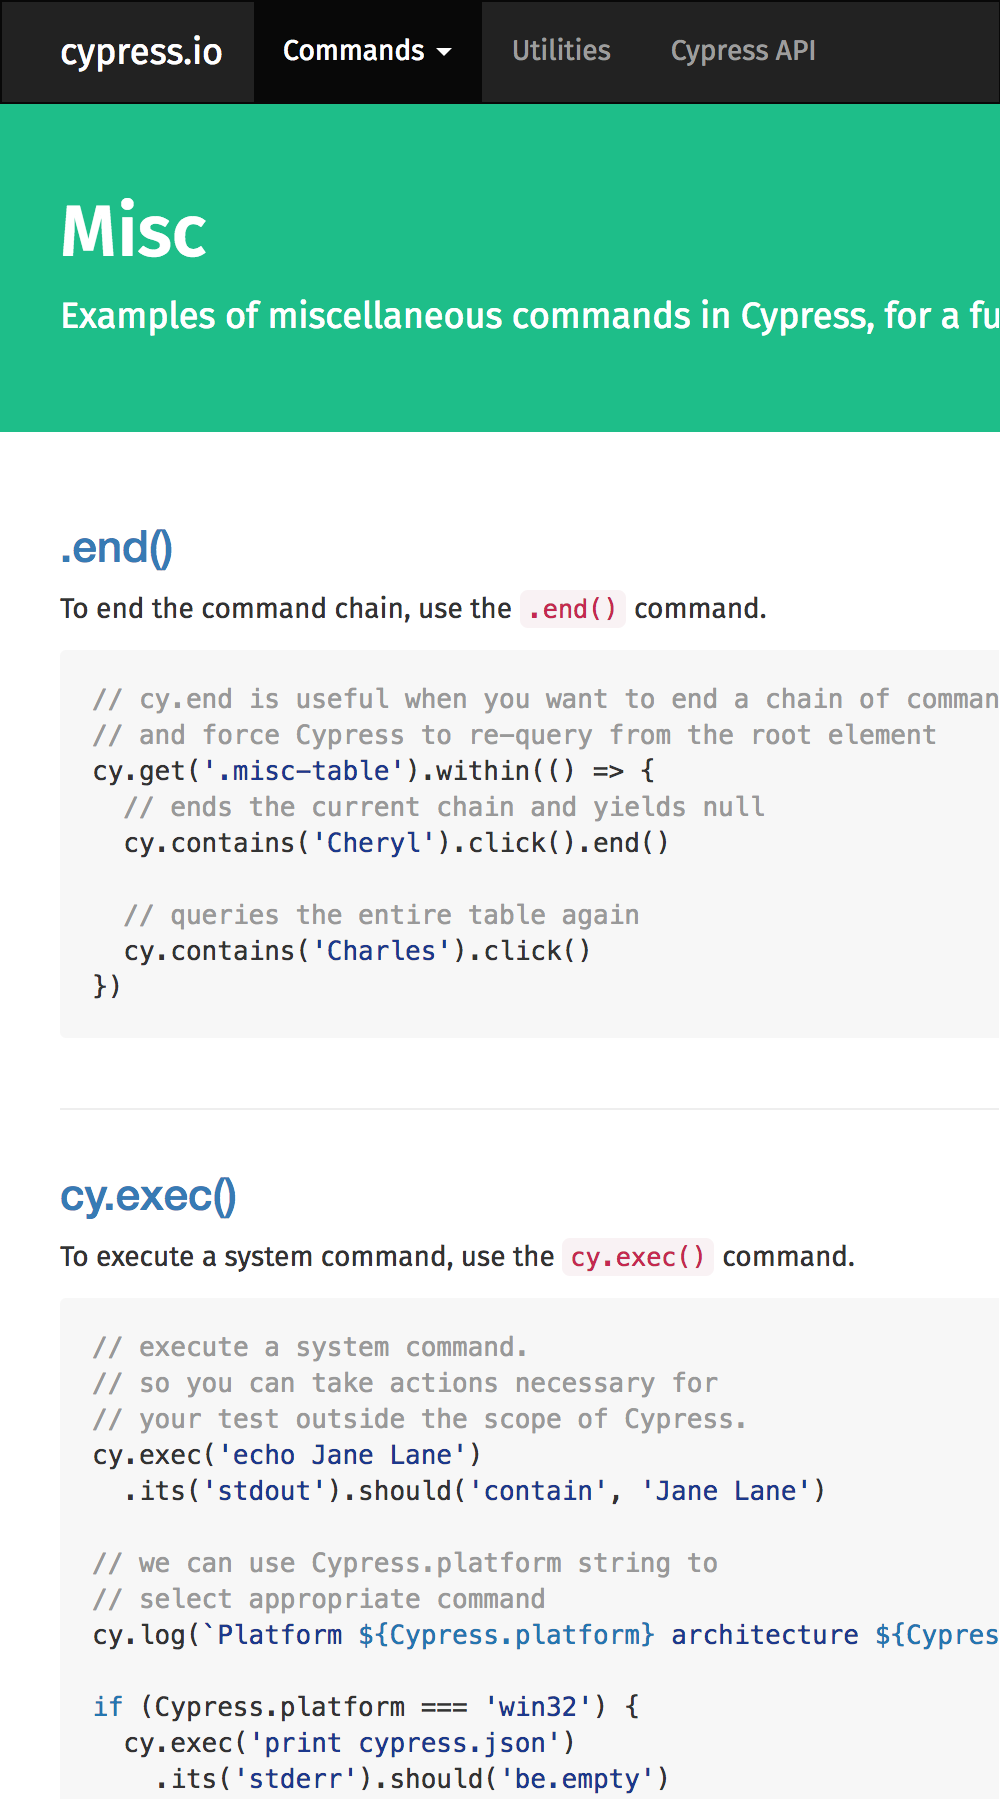 cypress.io Commands Utilities Cypress API
Misc
Examples of miscellaneous commands in Cypress, for a fu
.end()
To end the command chain, use the .end() command.
// cy.end is useful when you want to end a chain of comman
// and force Cypress to re-query from the root element
cy.get('.misc-table').within(() => {
  // ends the current chain and yields null
  cy.contains('Cheryl').click().end()
  // queries the entire table again
  cy.contains('Charles').click()
})
cy.exec()
To execute a system command, use the cy.exec() command.
// execute a system command.
// so you can take actions necessary for
// your test outside the scope of Cypress.
cy.exec('echo Jane Lane')
  .its('stdout').should('contain', 'Jane Lane')
// we can use Cypress.platform string to
// select appropriate command
cy.log(`Platform ${Cypress.platform} architecture ${Cypres
if (Cypress.platform === 'win32') {
  cy.exec('print cypress.json')
    .its('stderr').should('be.empty')